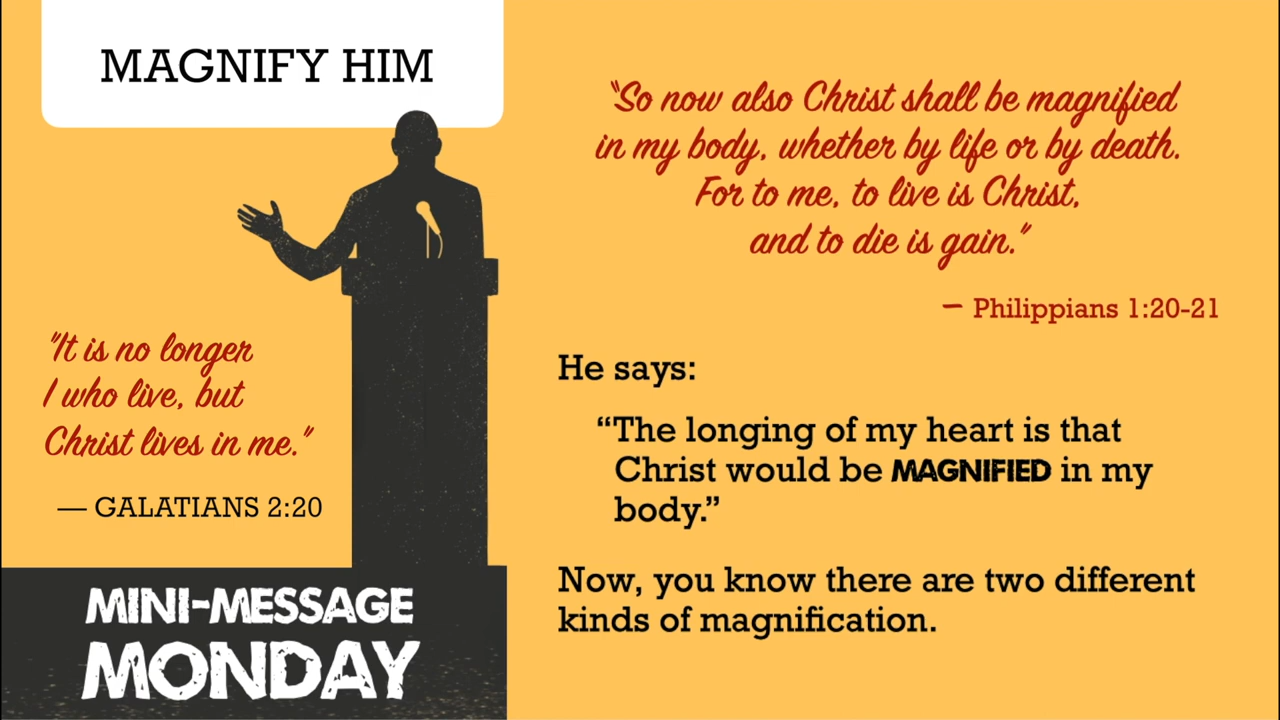 MAGNIFY HIM
"It is no longer
I who live, but
Christ lives in me."
— GALATIANS 2:20
MINI-MESSAGE
MONDAY
“So now also Christ shall be magnified
in my body, whether by life or by death.
For to me, to live is Christ,
and to die is gain.”
– Philippians 1:20-21
He says:
“The longing of my heart is that
Christ would be MAGNIFIED in my
body.”
Now, you know there are two different
kinds of magnification.